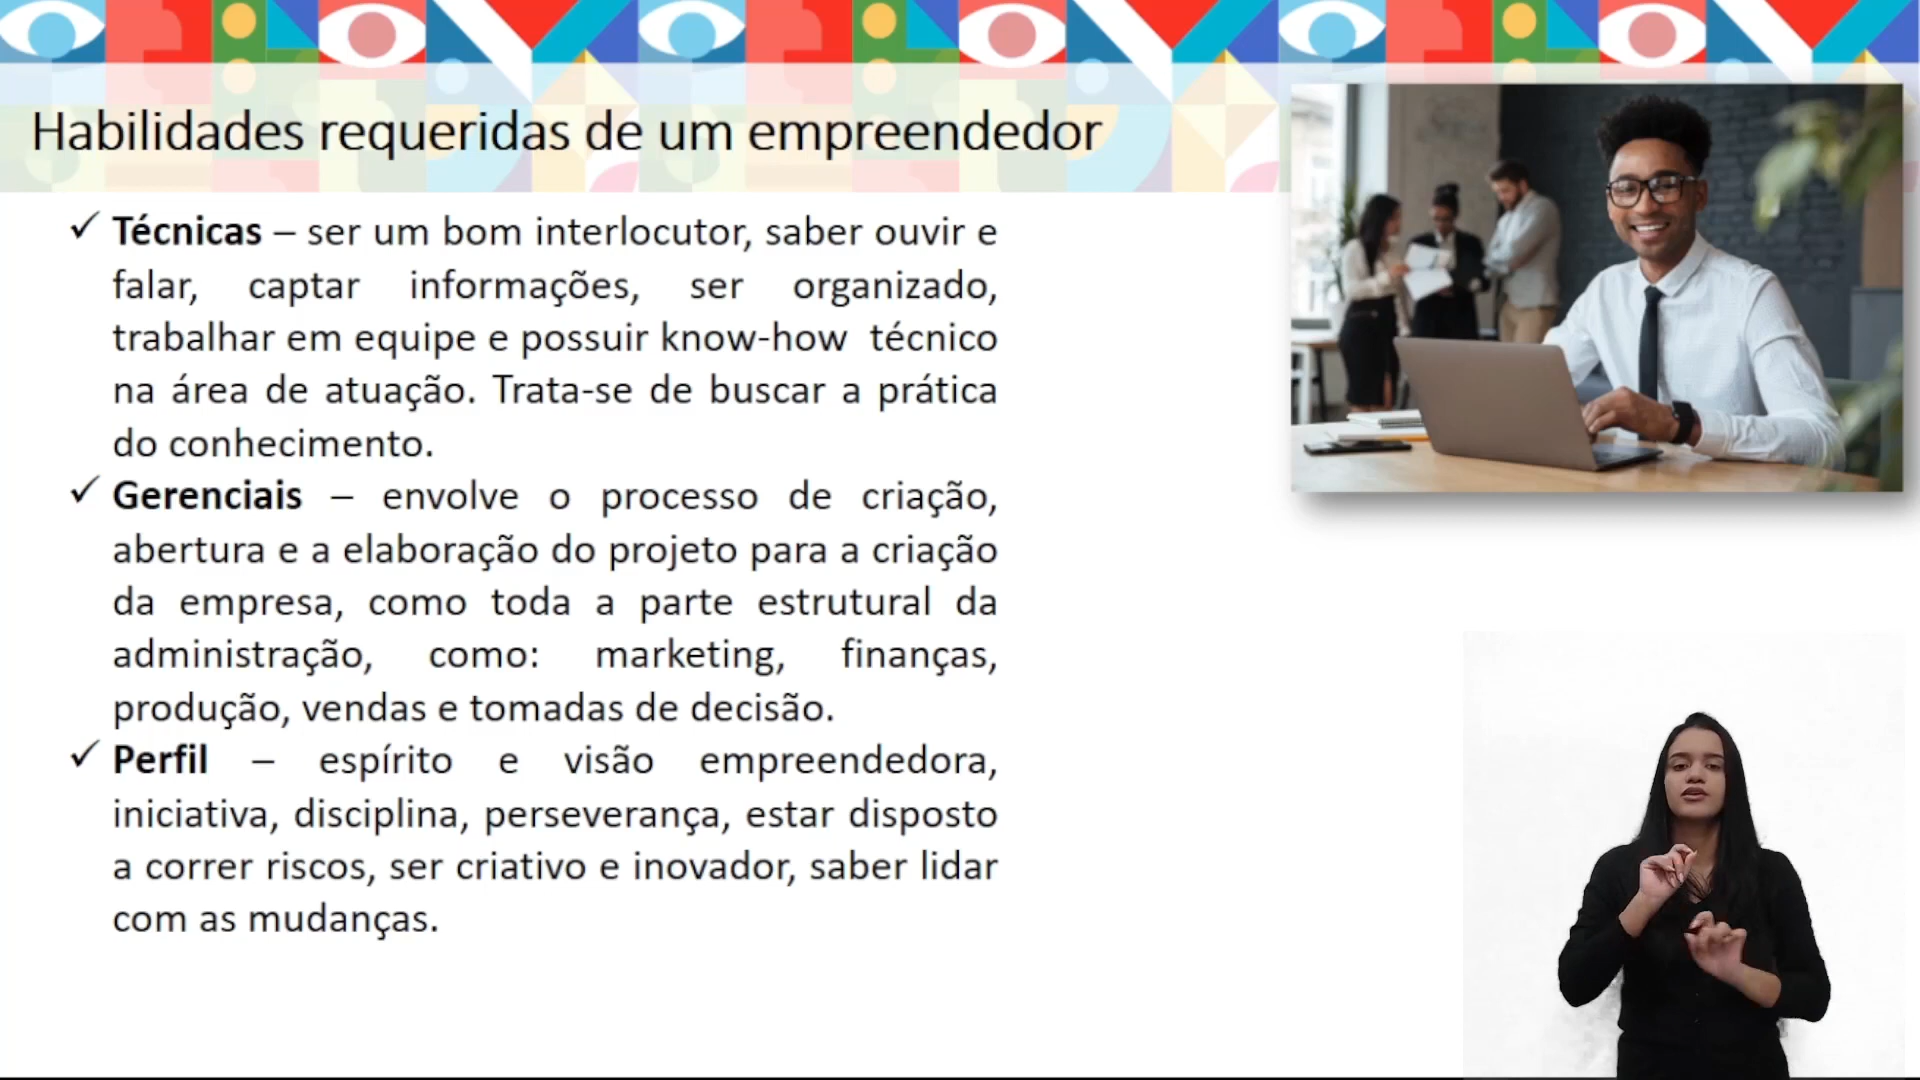 Habilidades requeridas de um empreendedor
✓ Técnicas – ser um bom interlocutor, saber ouvir e
falar, captar informações, ser organizado,
trabalhar em equipe e possuir know-how técnico
na área de atuação. Trata-se de buscar a prática
do conhecimento.
✓ Gerenciais – envolve o processo de criação,
abertura e a elaboração do projeto para a criação
da empresa, como toda a parte estrutural da
administração, como: marketing, finanças,
produção, vendas e tomadas de decisão.
✓ Perfil – espírito e visão empreendedora,
iniciativa, disciplina, perseverança, estar disposto
a correr riscos, ser criativo e inovador, saber lidar
com as mudanças.